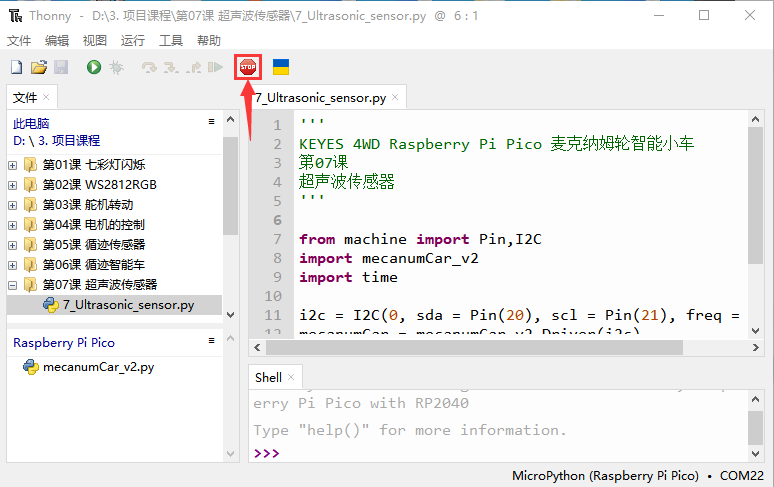 Thonny - D:\3. 项目课程\第07课 超声波传感器\7_Ultrasonic_sensor.py @ 6 : 1
文件 编辑 视图 运行 工具 帮助
STOP
文件
此电脑
D: \ 3. 项目课程
第01课 七彩灯闪烁
第02课 WS2812RGB
第03课 舵机转动
第04课 电机的控制
第05课 循迹传感器
第06课 循迹智能车
第07课 超声波传感器
7_Ultrasonic_sensor.py
Raspberry Pi Pico
mecanumCar_v2.py
7_Ultrasonic_sensor.py
1 '''
2 KEYES 4WD Raspberry Pi Pico 麦克纳姆轮智能小车
3 第07课
4 超声波传感器
5 '''
6
7 from machine import Pin,I2C
8 import mecanumCar_v2
9 import time
10
11 i2c = I2C(0, sda = Pin(20), scl = Pin(21), freq =
12 mecanumCar = mecanumCar_v2.Driver(i2c)
Shell
erry Pi Pico with RP2040
Type "help()" for more information.
>>>
MicroPython (Raspberry Pi Pico) • COM22